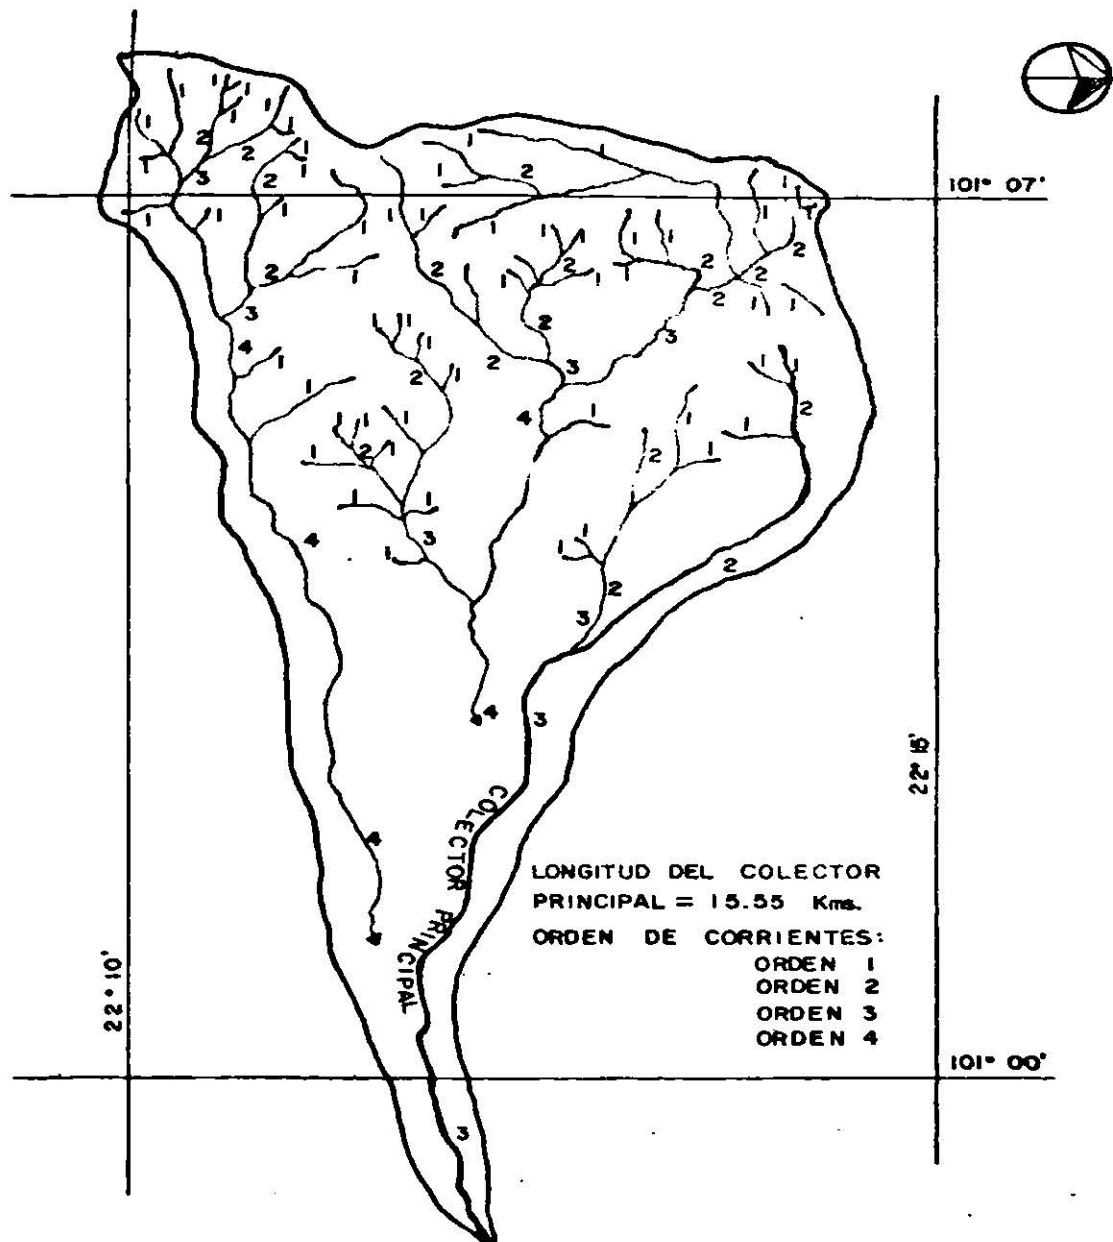 101° 07'
22° 15'
LONGITUD DEL COLECTOR
PRINCIPAL = 15.55 Kms.
ORDEN DE CORRIENTES:
ORDEN 1
ORDEN 2
ORDEN 3
ORDEN 4
COLECTOR PRINCIPAL
22° 10'
101° 00'